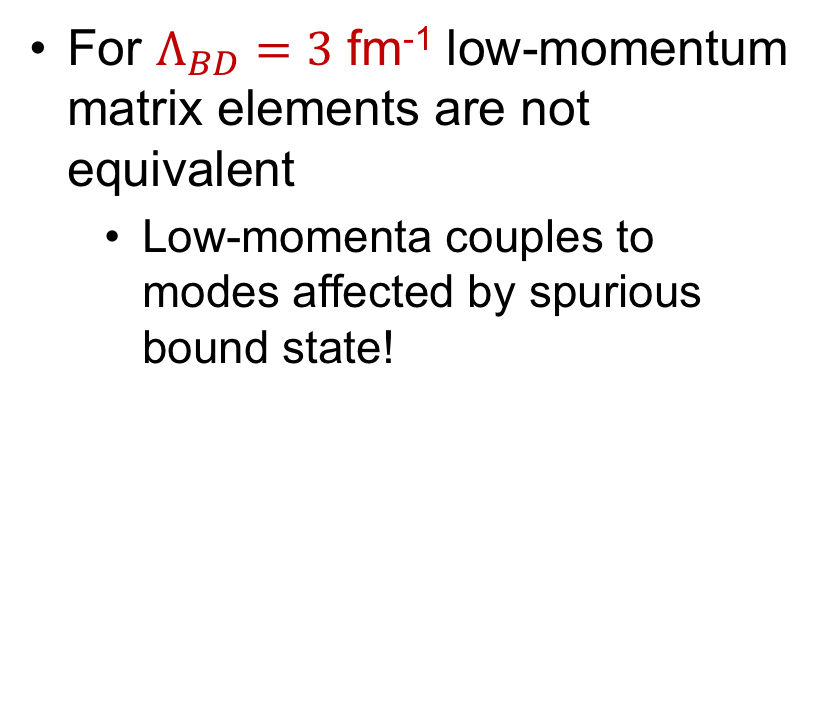 • For Λ_BD = 3 fm⁻¹ low-momentum
matrix elements are not
equivalent
• Low-momenta couples to
modes affected by spurious
bound state!